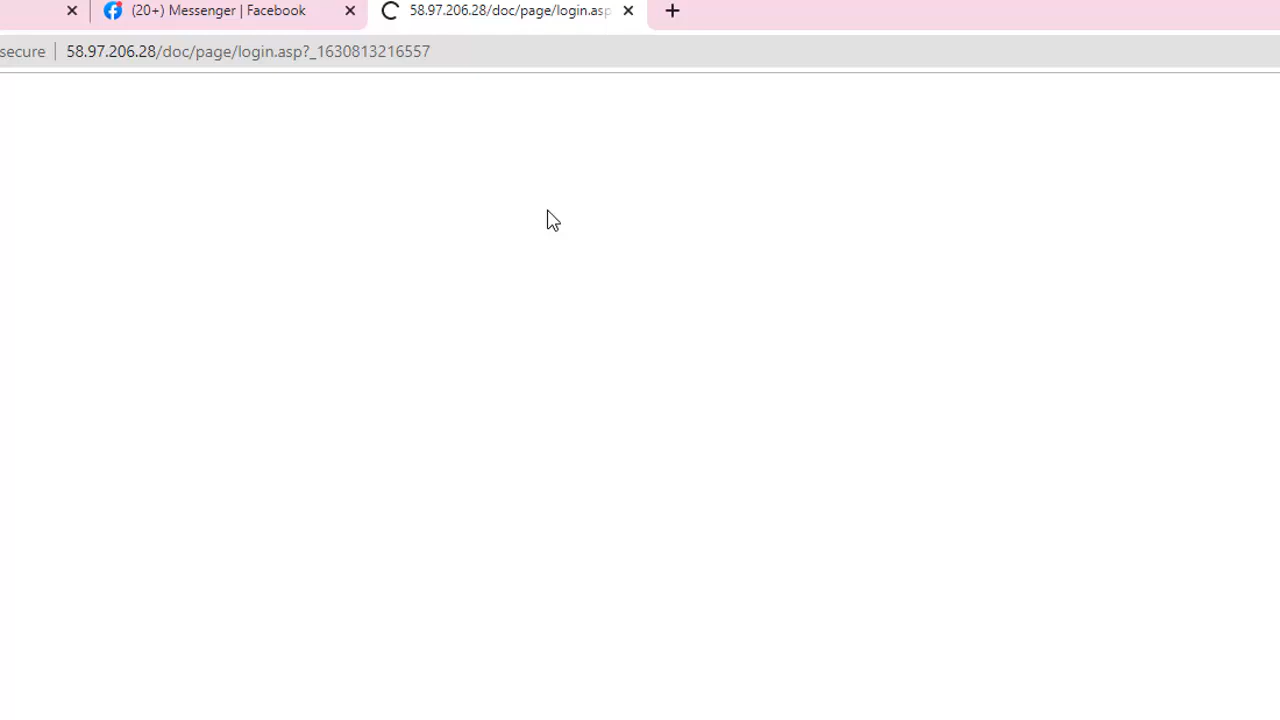 (20+) Messenger | Facebook
58.97.206.28/doc/page/login.asp
secure
58.97.206.28/doc/page/login.asp?_1630813216557